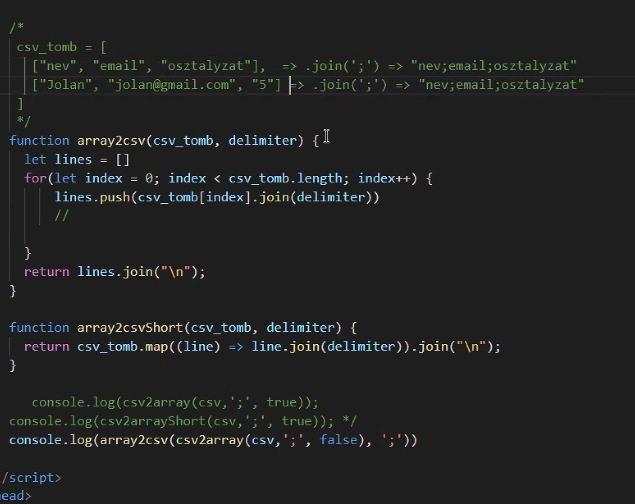 /*
csv_tomb = [
["nev", "email", "osztalyzat"],  => .join(';') => "nev;email;osztalyzat"
["Jolan", "jolan@gmail.com", "5"] => .join(';') => "nev;email;osztalyzat"
]
*/
function array2csv(csv_tomb, delimiter) {
let lines = []
for(let index = 0; index < csv_tomb.length; index++) {
lines.push(csv_tomb[index].join(delimiter))
//
}
return lines.join("\n");
}
function array2csvShort(csv_tomb, delimiter) {
return csv_tomb.map((line) => line.join(delimiter)).join("\n");
}
console.log(csv2array(csv,';', true));
console.log(csv2arrayShort(csv,';', true)); */
console.log(array2csv(csv2array(csv,';', false), ';'))
/script>
ead>